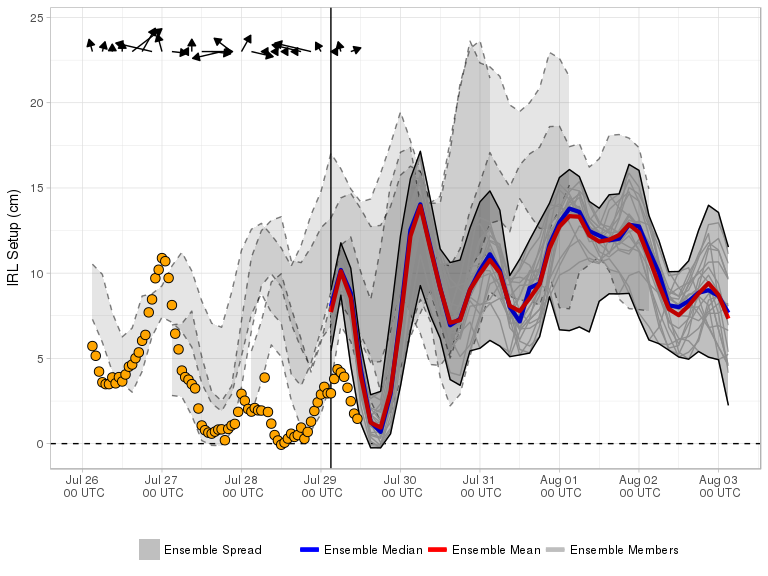 25
20
15
10
5
0
IRL Setup (cm)
Jul 26 Jul 27 Jul 28 Jul 29 Jul 30 Jul 31 Aug 01 Aug 02 Aug 03
00 UTC 00 UTC 00 UTC 00 UTC 00 UTC 00 UTC 00 UTC 00 UTC 00 UTC
Ensemble Spread Ensemble Median Ensemble Mean Ensemble Members